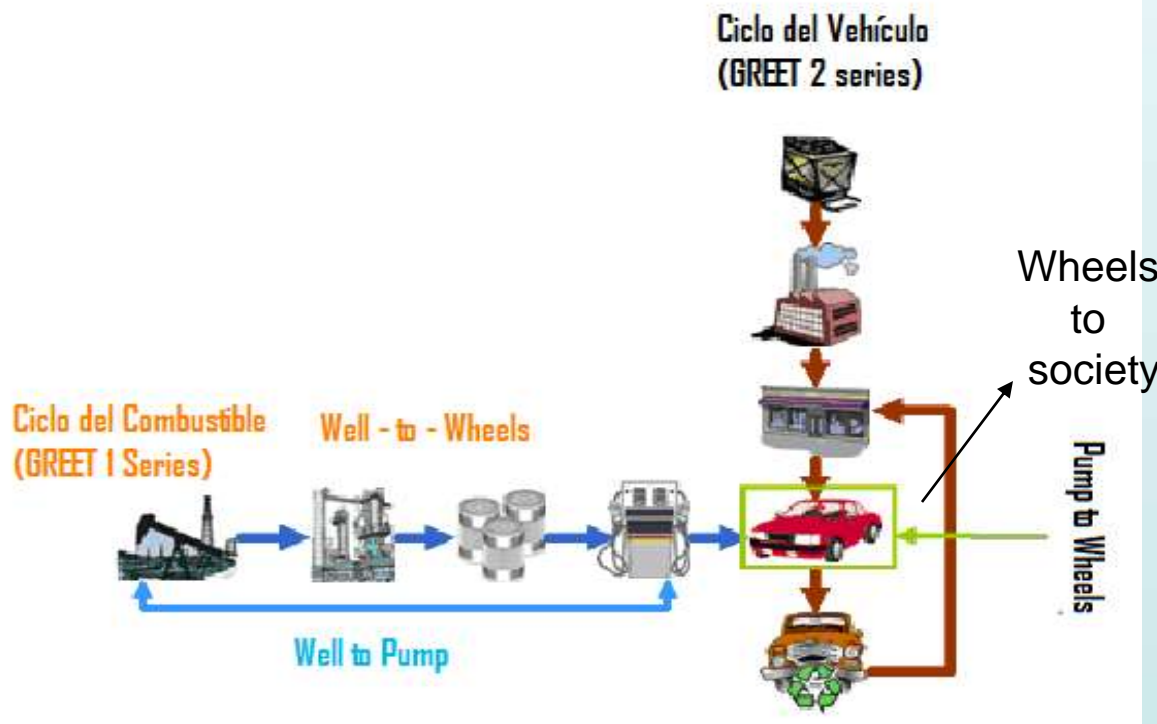 Ciclo del Vehículo
(GREET 2 series)
Wheels
to
society
Ciclo del Combustible
(GREET 1 Series)
Well - to - Wheels
Pump to Wheels
Well to Pump